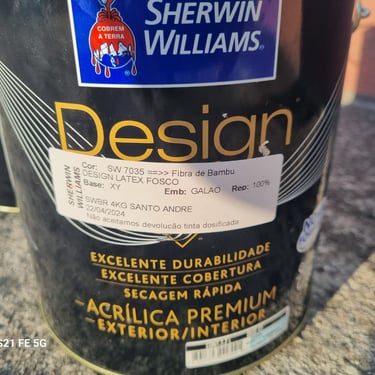 COBREM A TERRA
SHERWIN
WILLIAMS®
Design
SHERWIN
WILLIAMS
Cor: SW 7035 ==>> Fibra de Bambu
DESIGN LATEX FOSCO
Base: XY Emb: GALAO Rep: 100%
SWBR 4KG SANTO ANDRE
22/04/2024
Não aceitamos devolucão tinta dosificada
EXCELENTE DURABILIDADE
EXCELENTE COBERTURA
SECAGEM RÁPIDA
ACRÍLICA PREMIUM
EXTERIOR/INTERIOR
S21 FE 5G